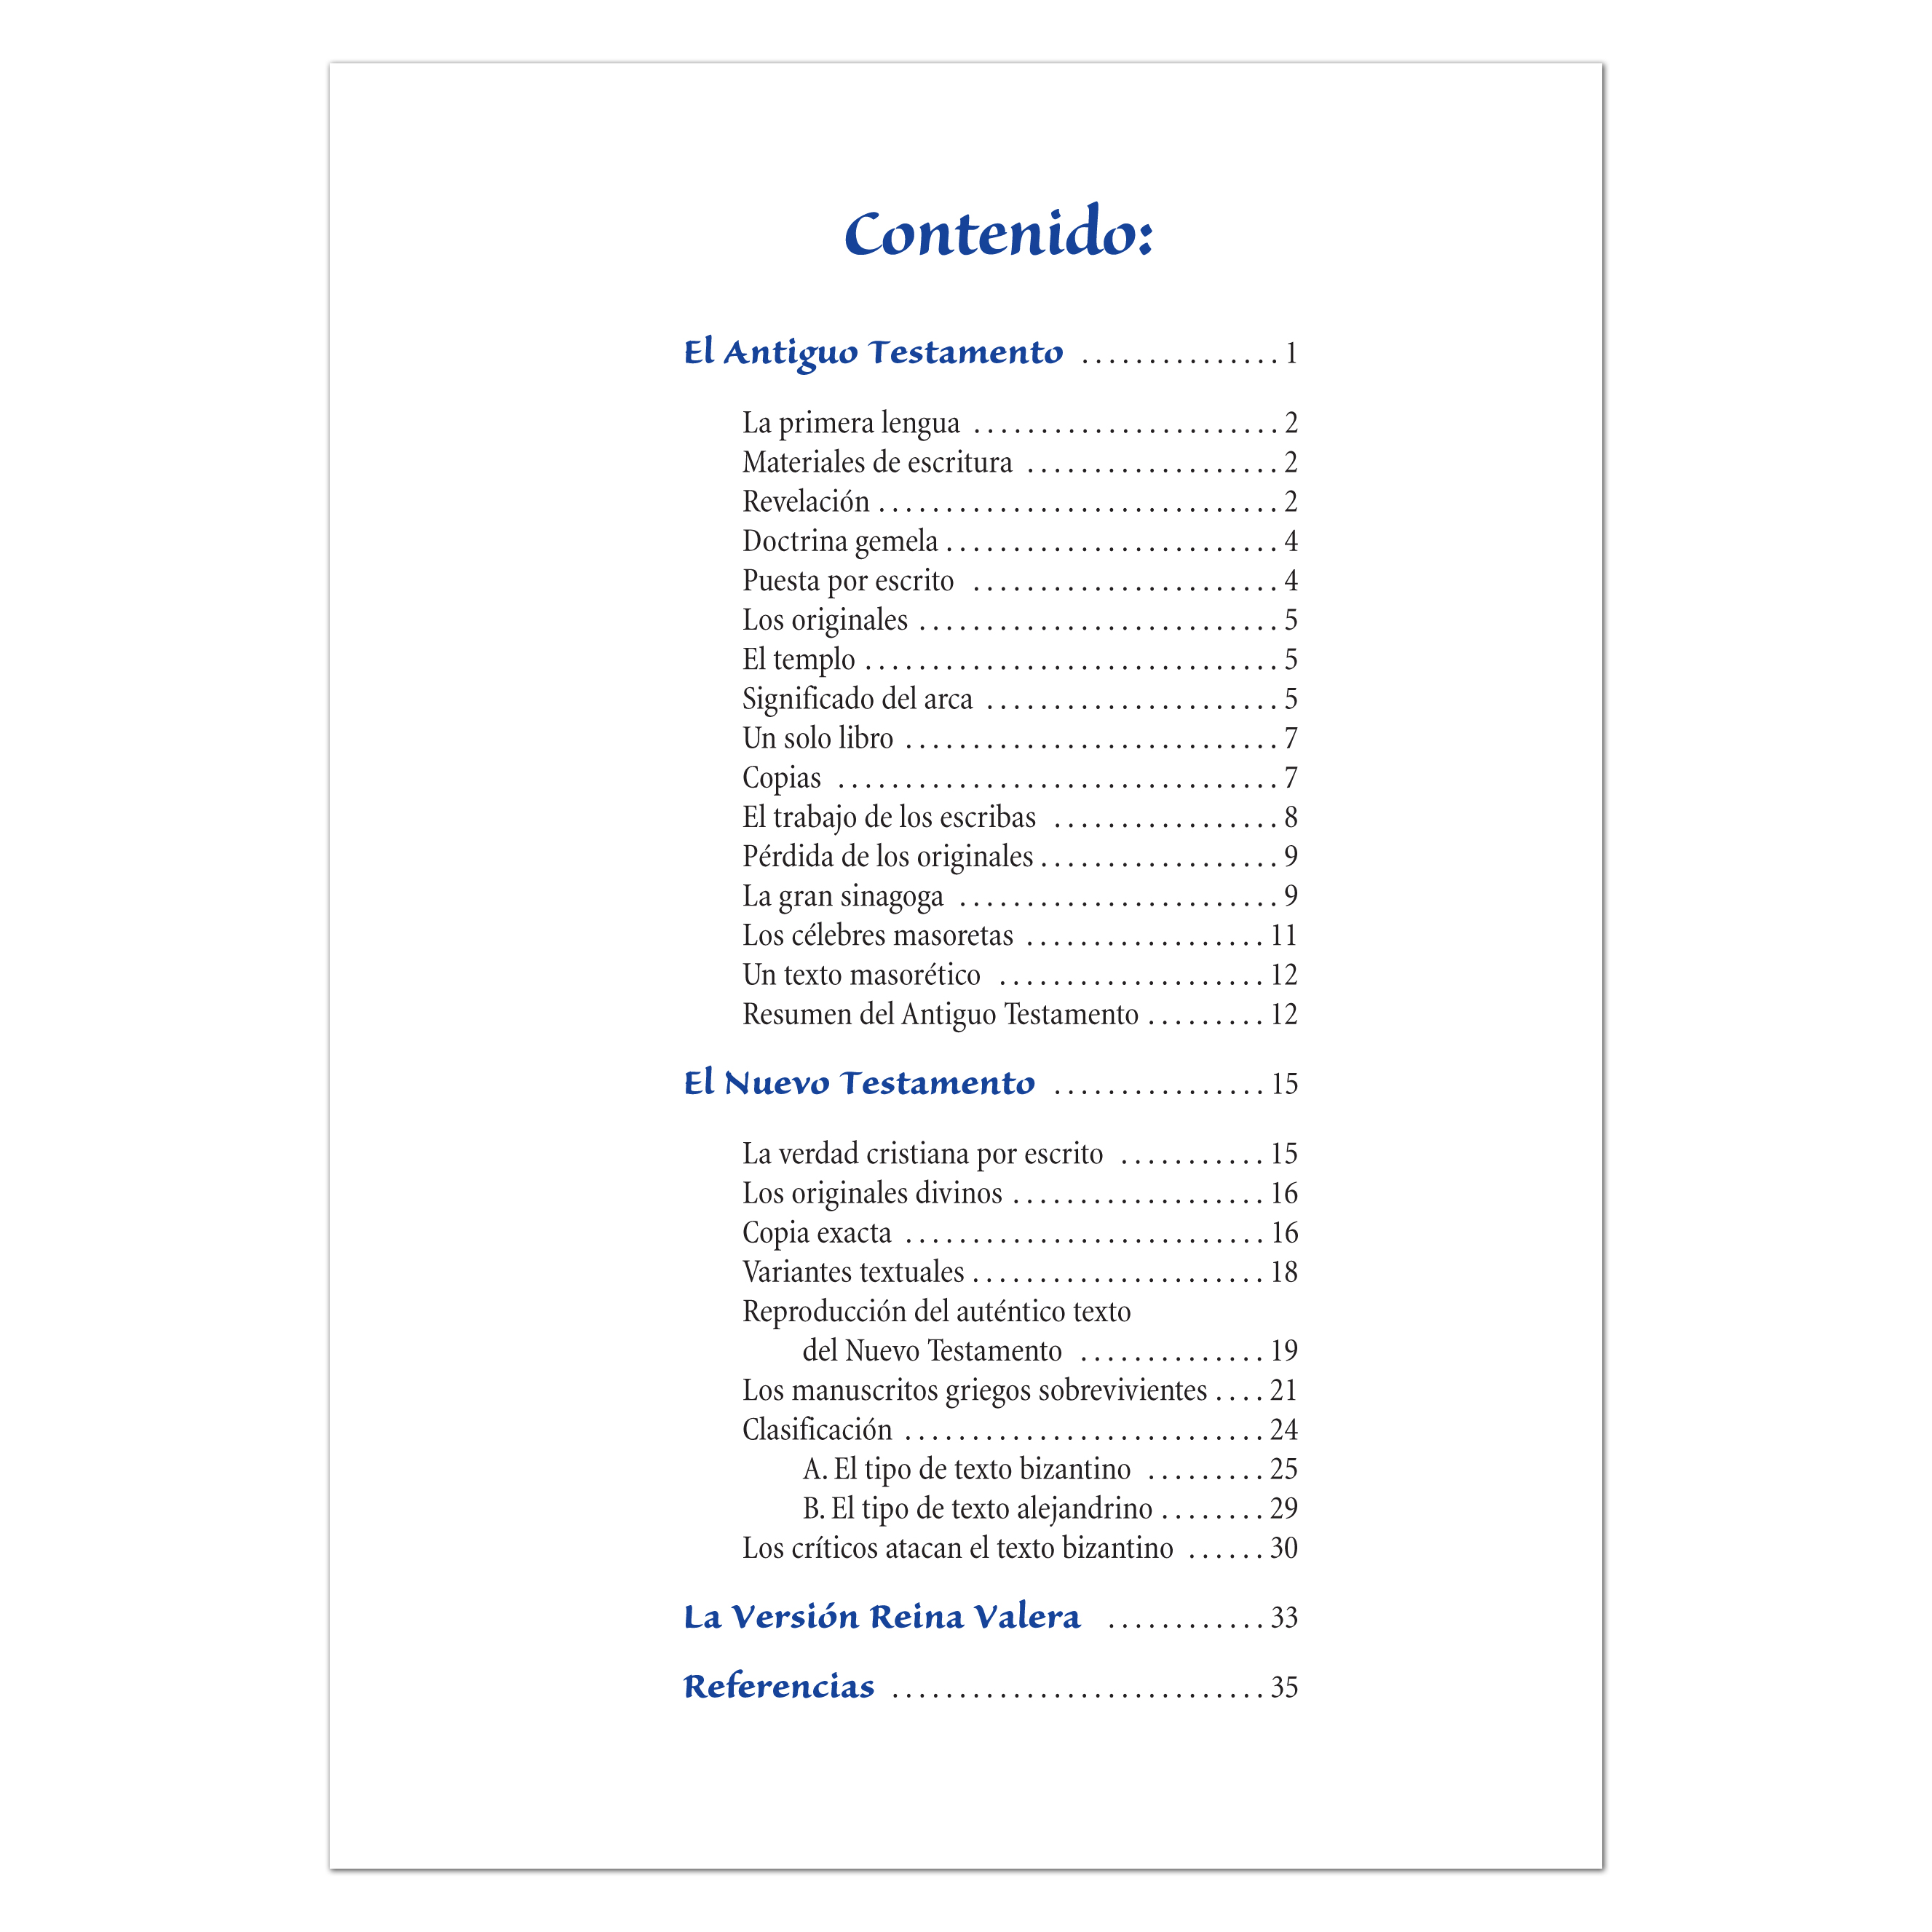 Contenido:
El Antiguo Testamento . . . . . . . . . . . . . . . 1
La primera lengua . . . . . . . . . . . . . . . . . . . . . . . 2
Materiales de escritura . . . . . . . . . . . . . . . . . . . 2
Revelación . . . . . . . . . . . . . . . . . . . . . . . . . . . . . . 2
Doctrina gemela . . . . . . . . . . . . . . . . . . . . . . . . . 4
Puesta por escrito . . . . . . . . . . . . . . . . . . . . . . . 4
Los originales . . . . . . . . . . . . . . . . . . . . . . . . . . . 5
El templo . . . . . . . . . . . . . . . . . . . . . . . . . . . . . . . 5
Significado del arca . . . . . . . . . . . . . . . . . . . . . . 5
Un solo libro . . . . . . . . . . . . . . . . . . . . . . . . . . . . 7
Copias . . . . . . . . . . . . . . . . . . . . . . . . . . . . . . . . . 7
El trabajo de los escribas . . . . . . . . . . . . . . . . . 8
Pérdida de los originales . . . . . . . . . . . . . . . . . . 9
La gran sinagoga . . . . . . . . . . . . . . . . . . . . . . . . 9
Los célebres masoretas . . . . . . . . . . . . . . . . . . 11
Un texto masorético . . . . . . . . . . . . . . . . . . . . 12
Resumen del Antiguo Testamento . . . . . . . . . 12
El Nuevo Testamento . . . . . . . . . . . . . . . . 15
La verdad cristiana por escrito . . . . . . . . . . . 15
Los originales divinos . . . . . . . . . . . . . . . . . . . 16
Copia exacta . . . . . . . . . . . . . . . . . . . . . . . . . . . 16
Variantes textuales . . . . . . . . . . . . . . . . . . . . . . 18
Reproducción del auténtico texto
del Nuevo Testamento . . . . . . . . . . . . . . 19
Los manuscritos griegos sobrevivientes . . . . 21
Clasificación . . . . . . . . . . . . . . . . . . . . . . . . . . . 24
A. El tipo de texto bizantino . . . . . . . . . 25
B. El tipo de texto alejandrino . . . . . . . . 29
Los críticos atacan el texto bizantino . . . . . . 30
La Versión Reina Valera . . . . . . . . . . . . 33
Referencias . . . . . . . . . . . . . . . . . . . . . . . . . . . . 35